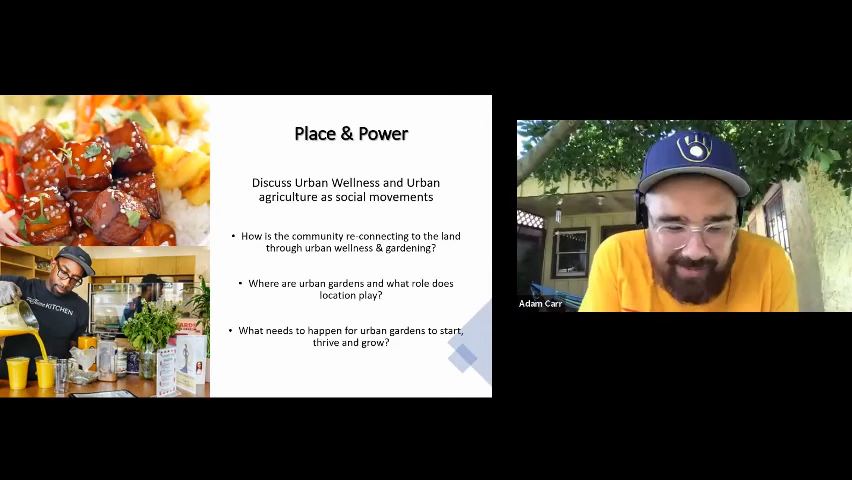 Place & Power
Discuss Urban Wellness and Urban
agriculture as social movements
• How is the community re-connecting to the land
through urban wellness & gardening?
• Where are urban gardens and what role does
location play?
• What needs to happen for urban gardens to start,
thrive and grow?
KITCHEN
Adam Carr